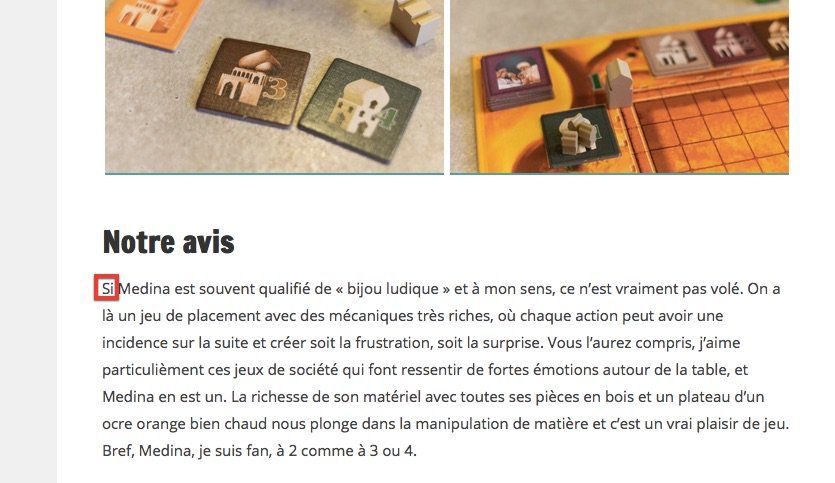 3
4
1
Notre avis
Si Medina est souvent qualifié de « bijou ludique » et à mon sens, ce n’est vraiment pas volé. On a
là un jeu de placement avec des mécaniques très riches, où chaque action peut avoir une
incidence sur la suite et créer soit la frustration, soit la surprise. Vous l’aurez compris, j’aime
particulièment ces jeux de société qui font ressentir de fortes émotions autour de la table, et
Medina en est un. La richesse de son matériel avec toutes ses pièces en bois et un plateau d’un
ocre orange bien chaud nous plonge dans la manipulation de matière et c’est un vrai plaisir de jeu.
Bref, Medina, je suis fan, à 2 comme à 3 ou 4.